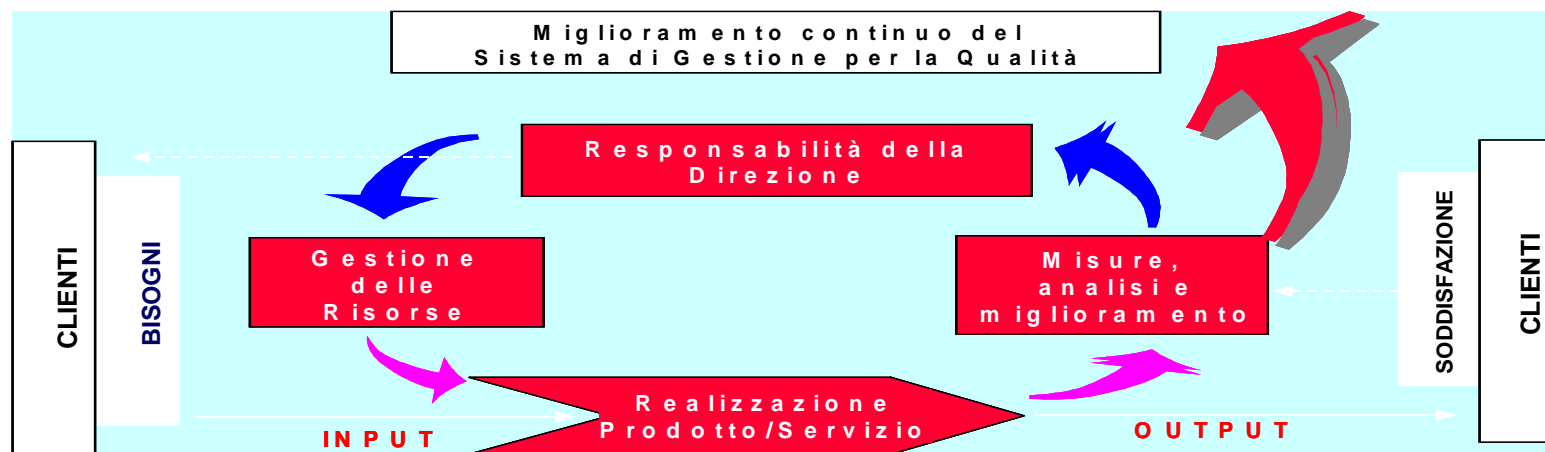 Miglioramento continuo del
Sistema di Gestione per la Qualità
Responsabilità della
Direzione
CLIENTI
BISOGNI
Gestione
delle
Risorse
Misure,
analisi e
miglioramento
SODDISFAZIONE
CLIENTI
Realizzazione
Prodotto/Servizio
INPUT
OUTPUT